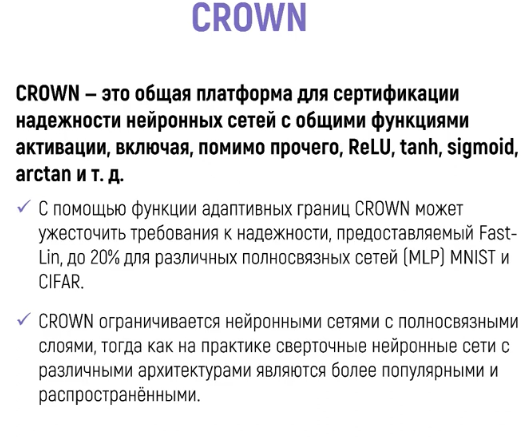 CROWN
CROWN – это общая платформа для сертификации
надежности нейронных сетей с общими функциями
активации, включая, помимо прочего, ReLU, tanh, sigmoid,
arctan и т. д.
✓ С помощью функции адаптивных границ CROWN может
ужесточить требования к надежности, предоставляемый Fast-
Lin, до 20% для различных полносвязных сетей (MLP) MNIST и
CIFAR.
✓ CROWN ограничивается нейронными сетями с полносвязными
слоями, тогда как на практике сверточные нейронные сети с
различными архитектурами являются более популярными и
распространёнными.